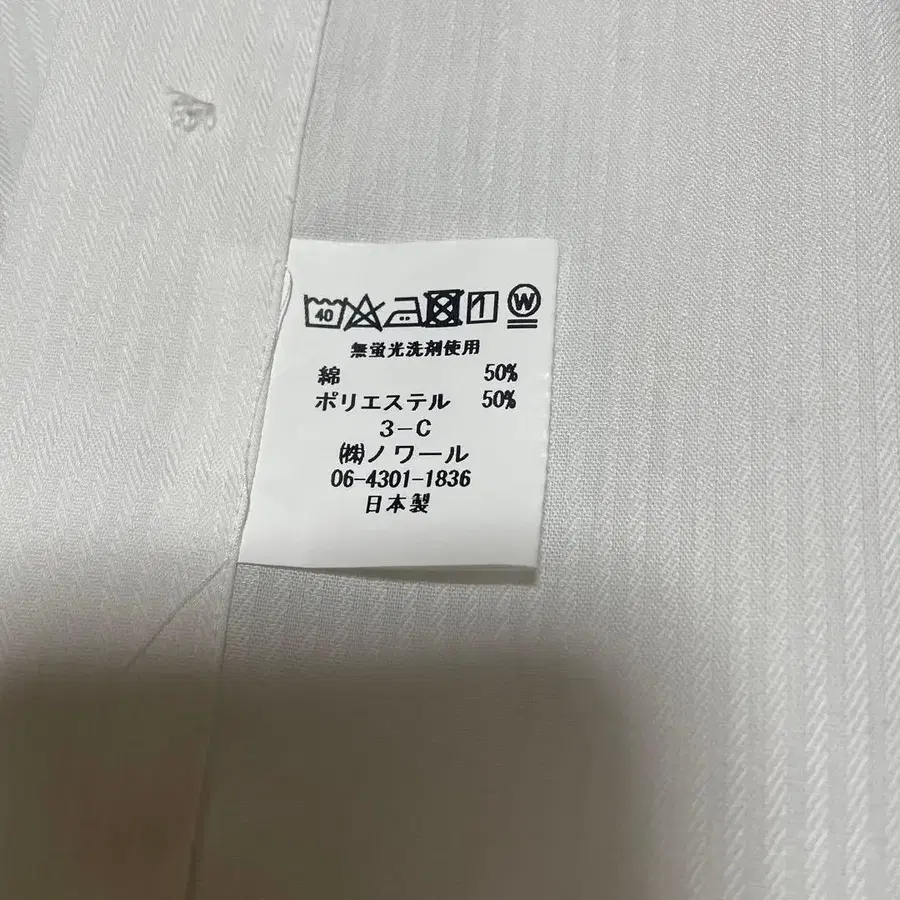 40 W
無蛍光洗剤使用
綿 50%
ポリエステル 50%
3-C
㈱ノワール
06-4301-1836
日本製